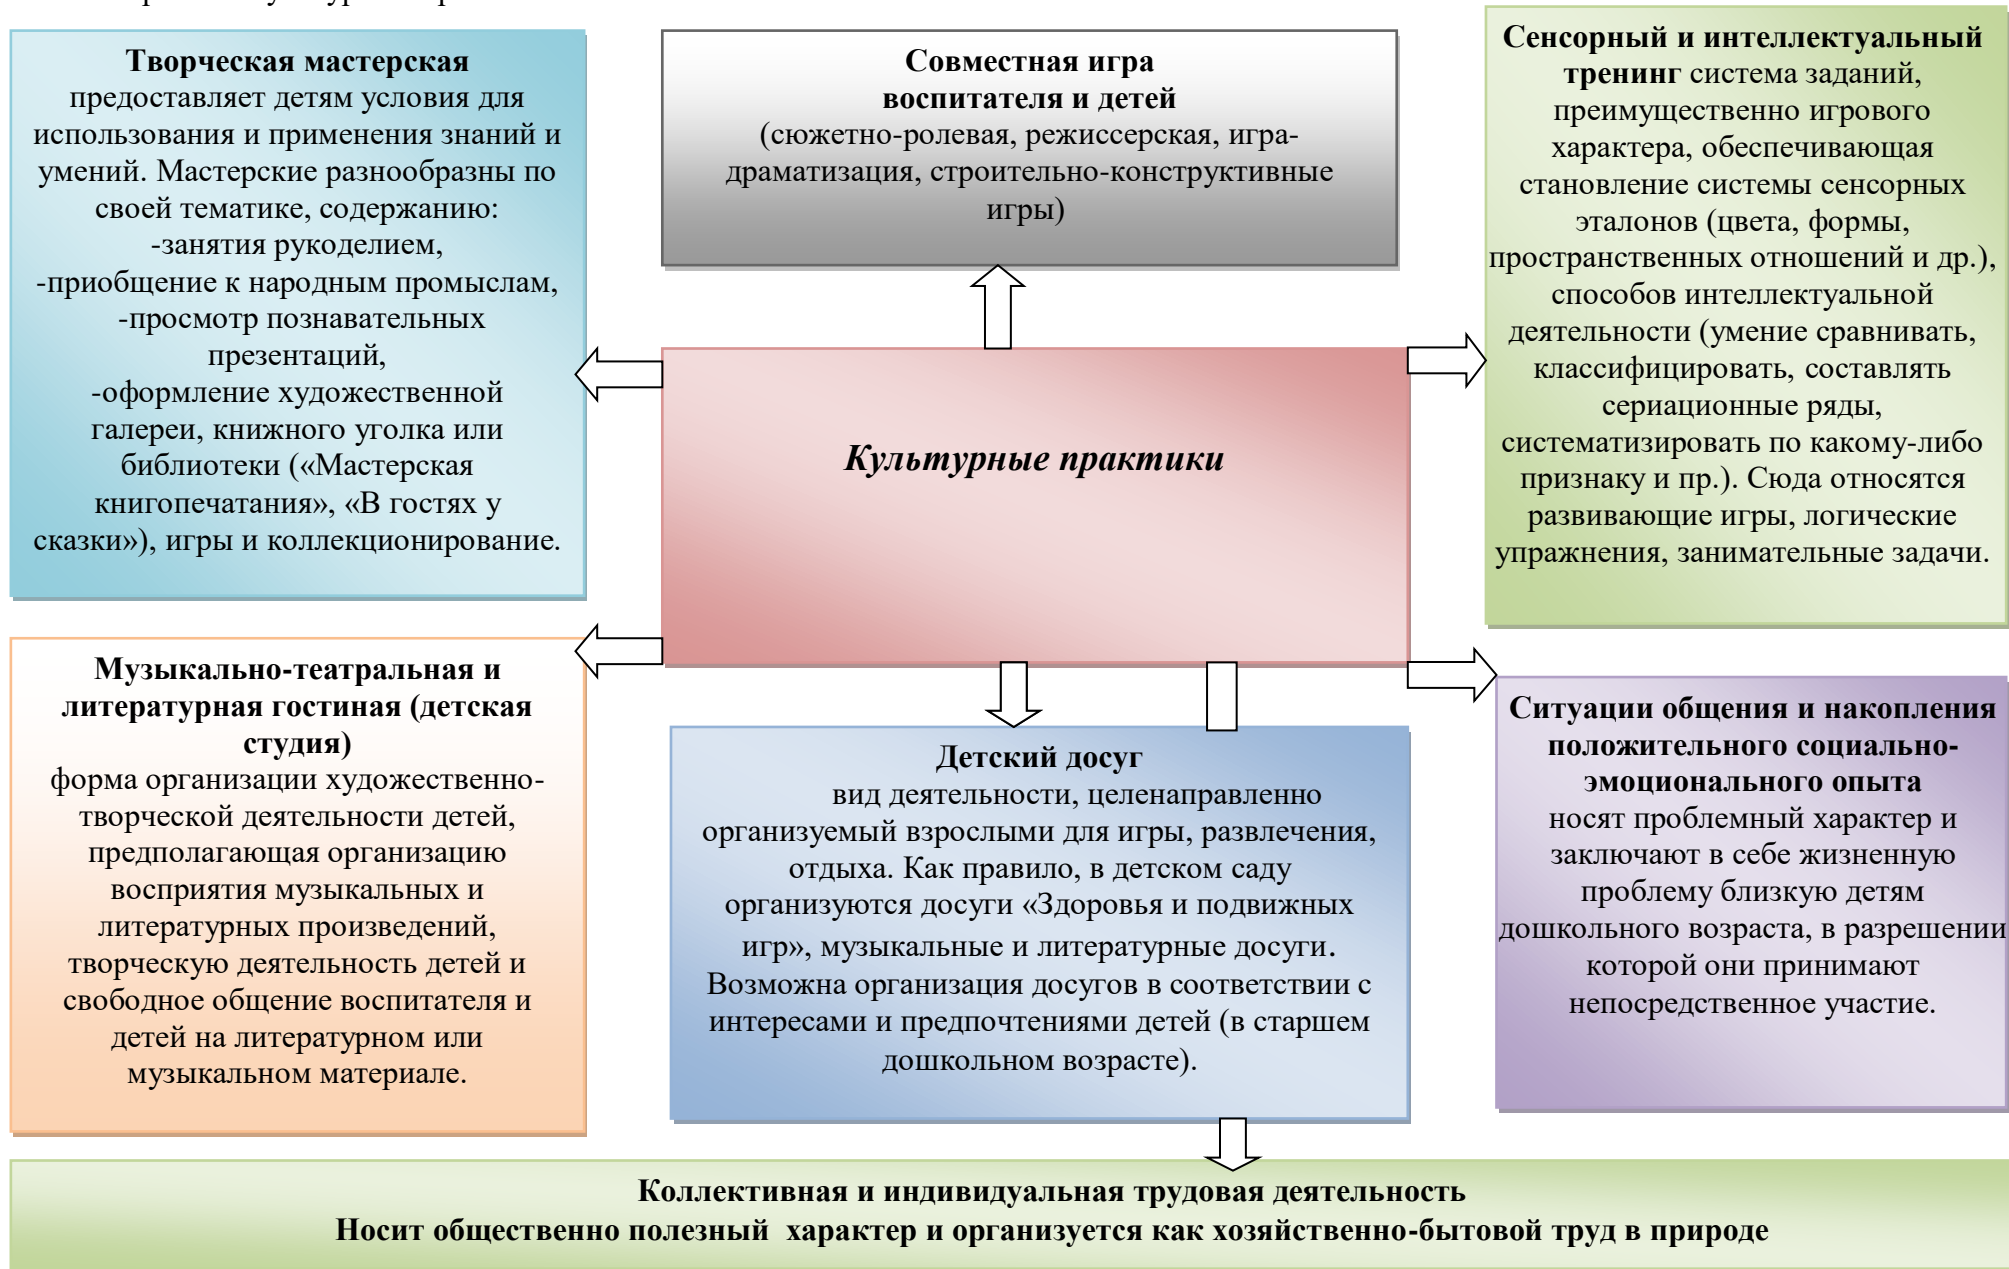 Творческая мастерская
предоставляет детям условия для
использования и применения знаний и
умений. Мастерские разнообразны по
своей тематике, содержанию:
-занятия рукоделием,
-приобщение к народным промыслам,
-просмотр познавательных
презентаций,
-оформление художественной
галереи, книжного уголка или
библиотеки («Мастерская
книгопечатания», «В гостях у
сказки»), игры и коллекционирование.
Совместная игра
воспитателя и детей
(сюжетно-ролевая, режиссерская, игра-
драматизация, строительно-конструктивные
игры)
Сенсорный и интеллектуальный
тренинг система заданий,
преимущественно игрового
характера, обеспечивающая
становление системы сенсорных
эталонов (цвета, формы,
пространственных отношений и др.),
способов интеллектуальной
деятельности (умение сравнивать,
классифицировать, составлять
сериационные ряды,
систематизировать по какому-либо
признаку и пр.). Сюда относятся
развивающие игры, логические
упражнения, занимательные задачи.
Культурные практики
Музыкально-театральная и
литературная гостиная (детская
студия)
форма организации художественно-
творческой деятельности детей,
предполагающая организацию
восприятия музыкальных и
литературных произведений,
творческую деятельность детей и
свободное общение воспитателя и
детей на литературном или
музыкальном материале.
Детский досуг
вид деятельности, целенаправленно
организуемый взрослыми для игры, развлечения,
отдыха. Как правило, в детском саду
организуются досуги «Здоровья и подвижных
игр», музыкальные и литературные досуги.
Возможна организация досугов в соответствии с
интересами и предпочтениями детей (в старшем
дошкольном возрасте).
Ситуации общения и накопления
положительного социально-
эмоционального опыта
носят проблемный характер и
заключают в себе жизненную
проблему близкую детям
дошкольного возраста, в разрешении
которой они принимают
непосредственное участие.
Коллективная и индивидуальная трудовая деятельность
Носит общественно полезный  характер и организуется как хозяйственно-бытовой труд в природе